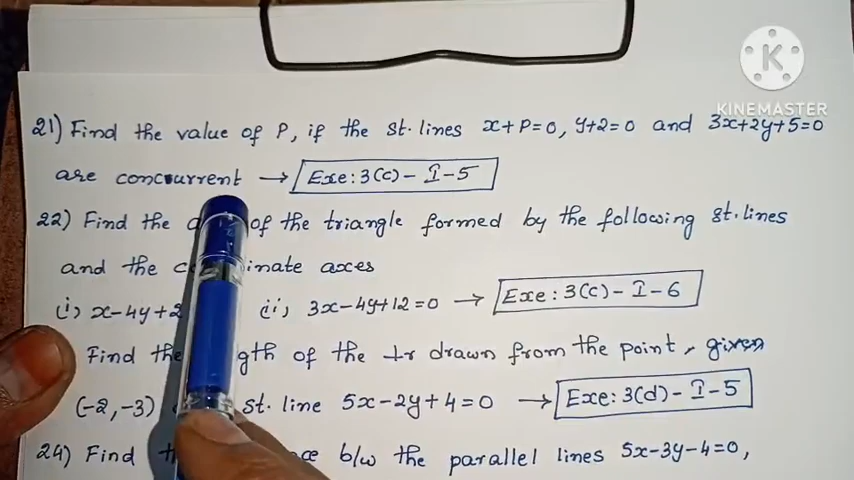 K
KINEMASTER
21) Find the value of P, if the st. lines x+P=0, y+2=0 and 3x+2y+5=0
are concurrent → Exe: 3(c)- I-5
22) Find the of the triangle formed by the following st. lines
and the axes
(i) x-4y+2 (ii) 3x-4y+12=0 → Exe: 3(c)- I-6
Find the of the ⊥r drawn from the point, given
(-2,-3) st. line 5x-2y+4=0 → Exe: 3(d)- I-5
24) Find b/w the parallel lines 5x-3y-4=0,